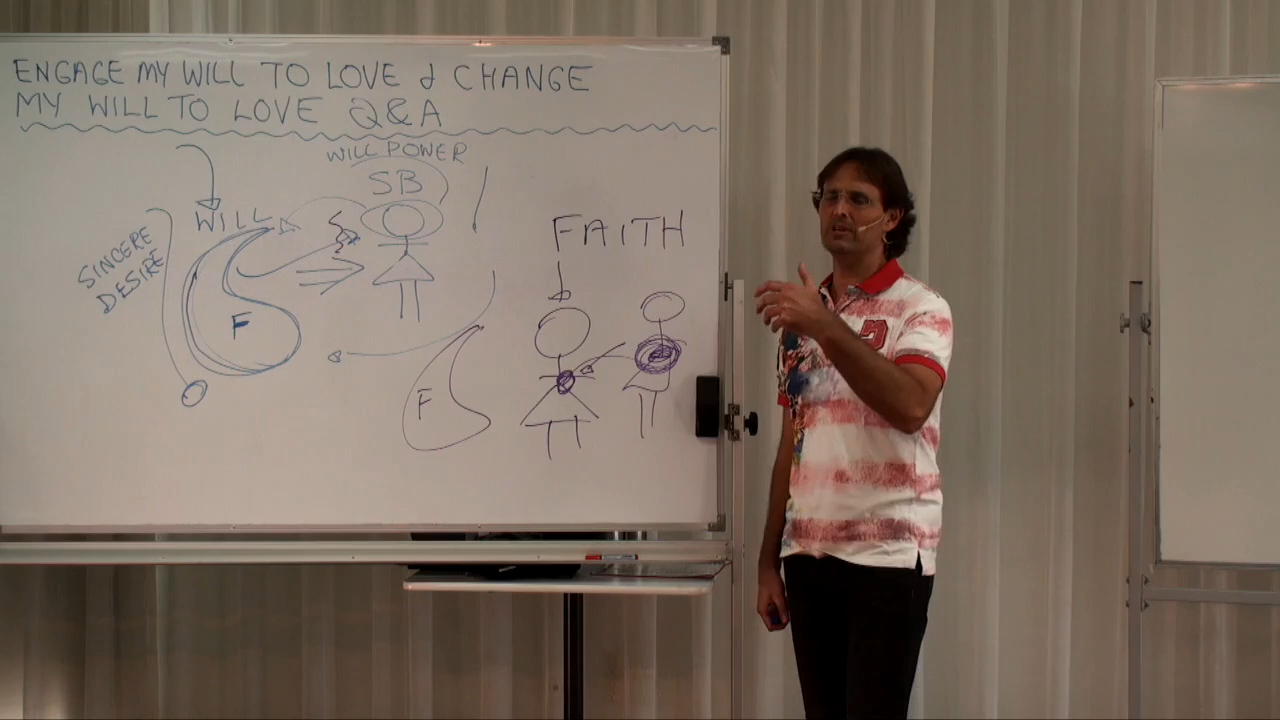 ENGAGE MY WILL TO LOVE & CHANGE
MY WILL TO LOVE Q&A
WILL POWER
SB
WILL
SINCERE
DESIRE
F
FAITH
F